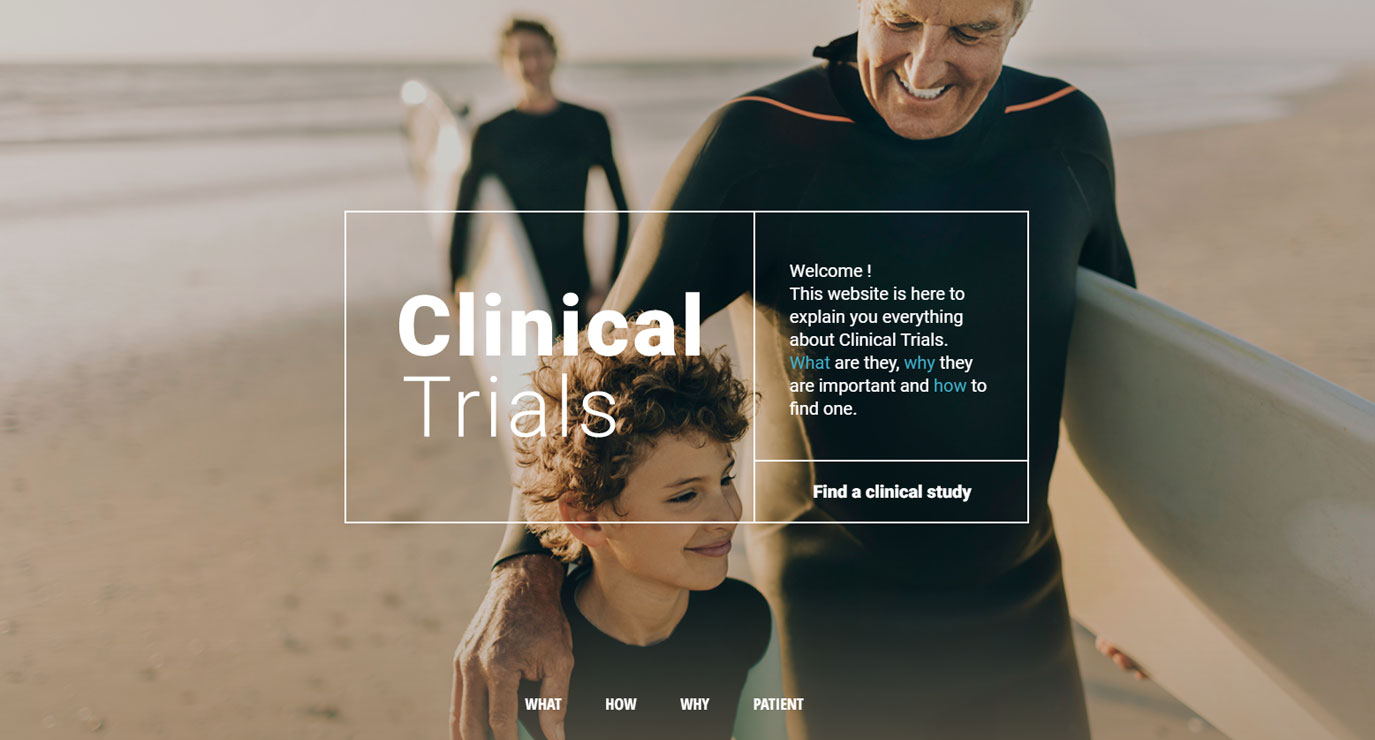 Clinical
Trials
Welcome !
This website is here to
explain you everything
about Clinical Trials.
What are they, why they
are important and how to
find one.
Find a clinical study
WHAT HOW WHY PATIENT